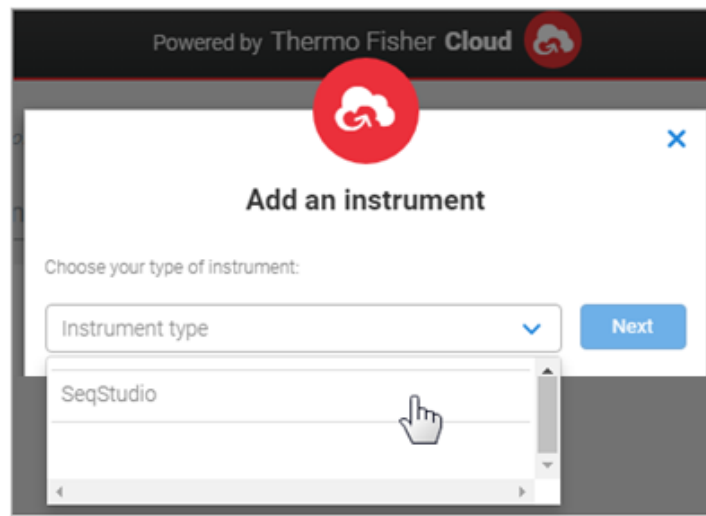 Powered by Thermo Fisher Cloud
Add an instrument
Choose your type of instrument:
Instrument type
Next
SeqStudio